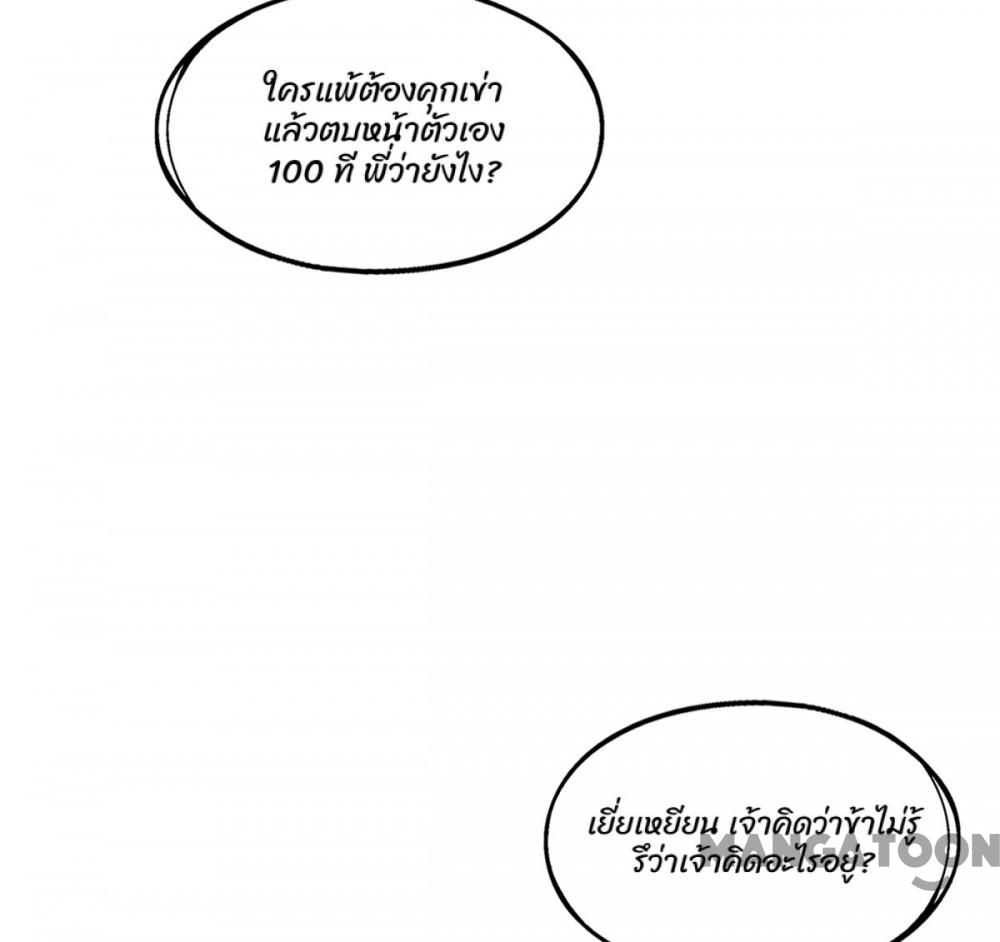 ใครแพ้ต้องคุกเข่า
แล้วตบหน้าตัวเอง
100 ที พี่ว่ายังไง?
เยี่ยเหยียน เจ้าคิดว่าข้าไม่รู้
รึว่าเจ้าคิดอะไรอยู่?
MANGATOON